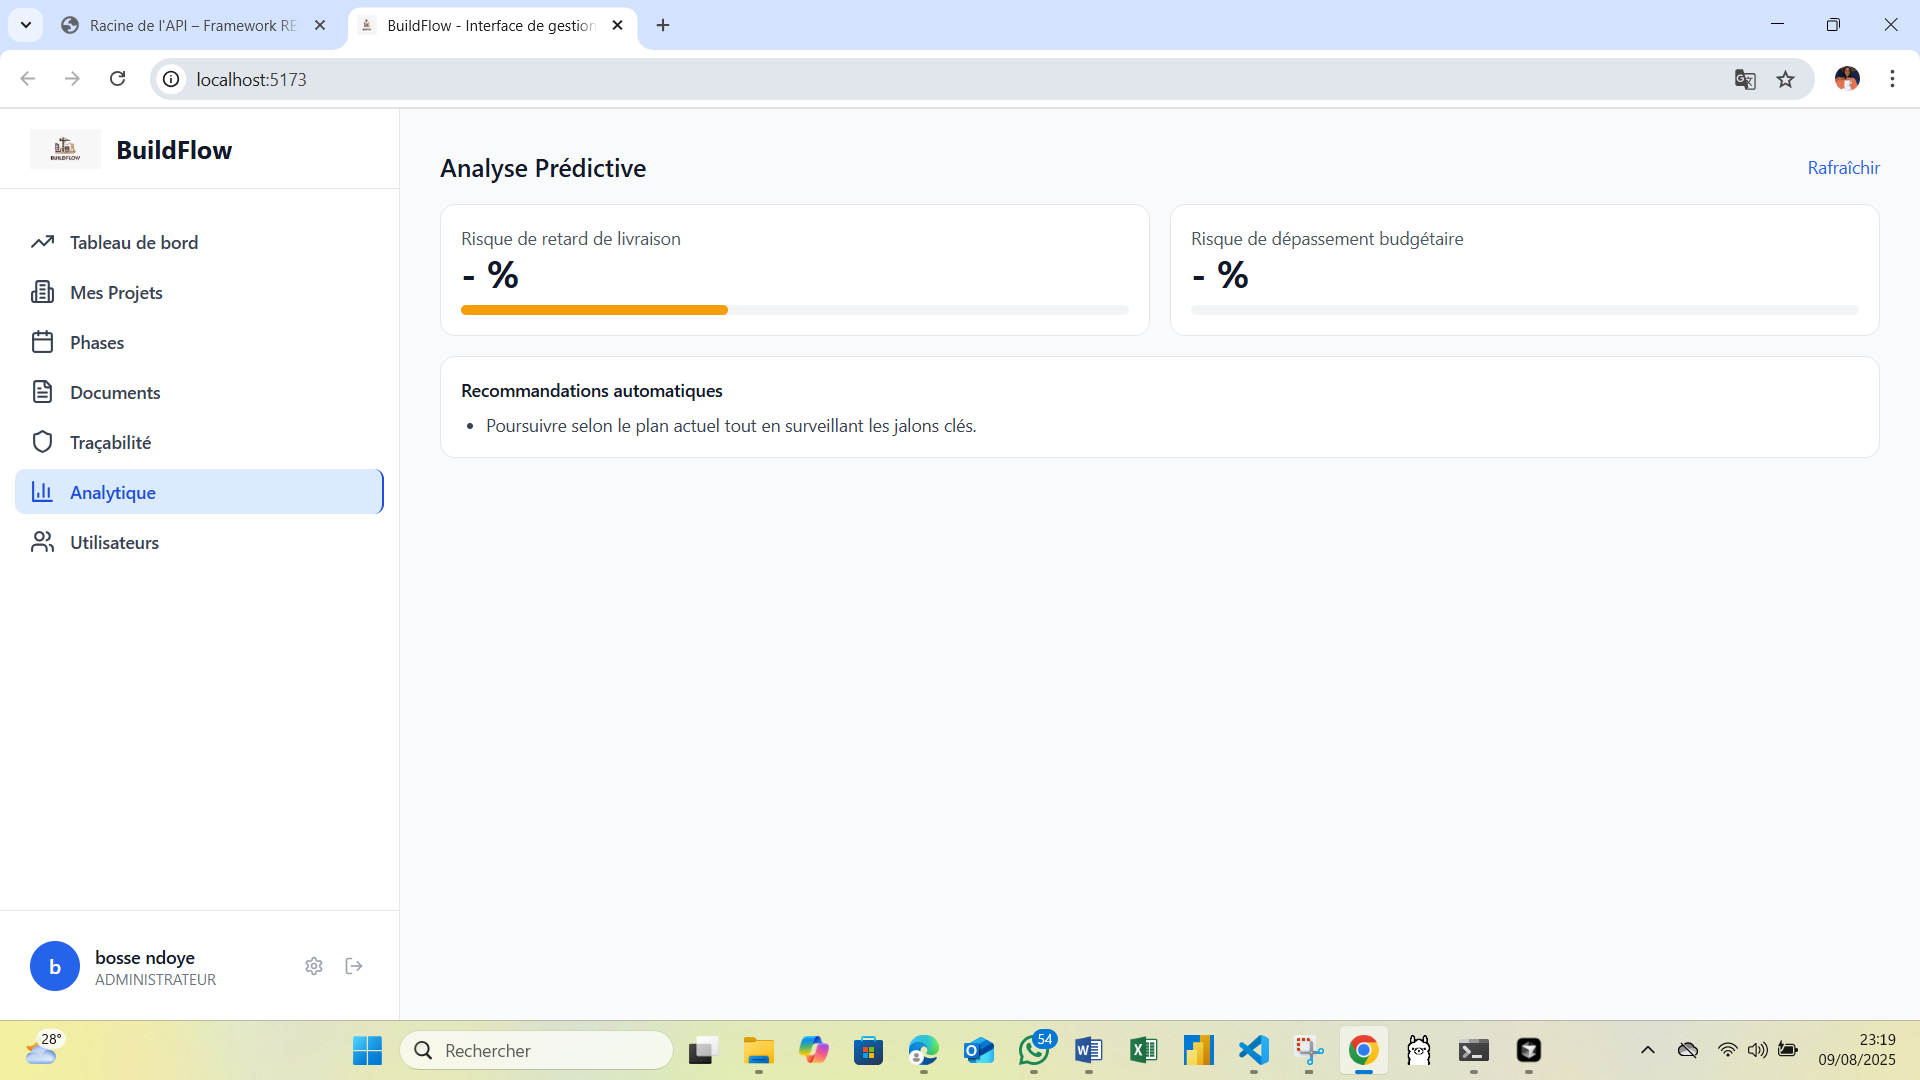 Racine de l'API – Framework RE
BuildFlow - Interface de gestion
localhost:5173
BUILDFLOW
BuildFlow
Tableau de bord
Mes Projets
Phases
Documents
Traçabilité
Analytique
Utilisateurs
Analyse Prédictive
Rafraîchir
Risque de retard de livraison
- %
Risque de dépassement budgétaire
- %
Recommandations automatiques
• Poursuivre selon le plan actuel tout en surveillant les jalons clés.
b
bosse ndoye
ADMINISTRATEUR
28°
Rechercher
54
23:19
09/08/2025